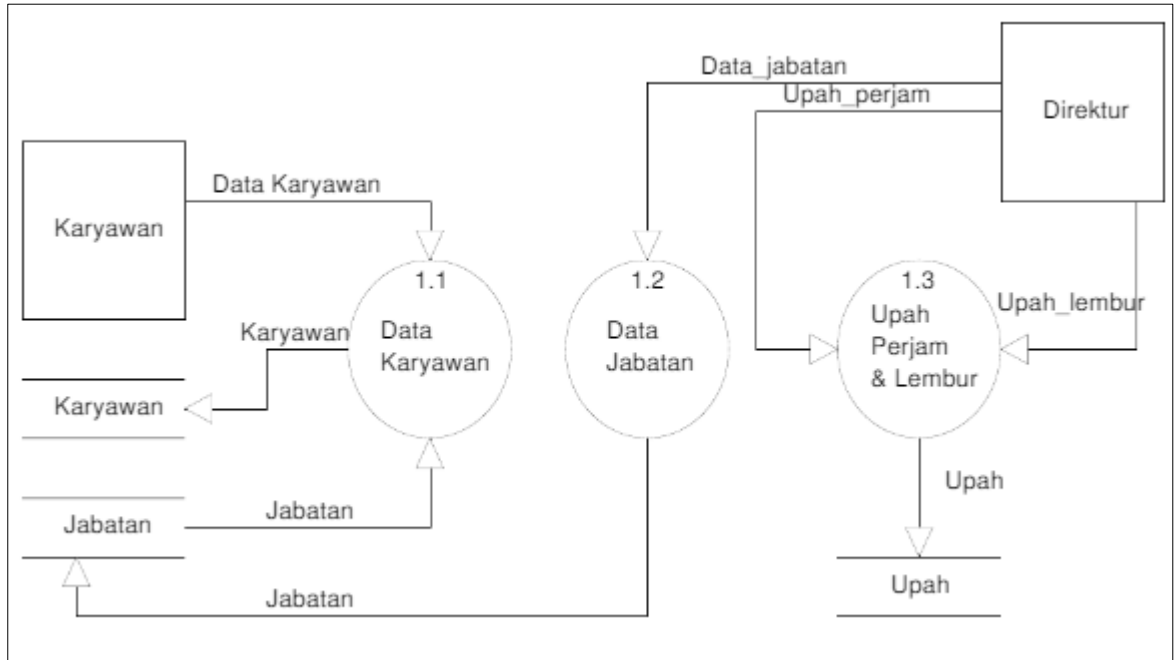 Data_jabatan
Upah_perjam
Direktur
Data Karyawan
Karyawan
1.1
Data
Karyawan
1.2
Data
Jabatan
1.3
Upah
Perjam
& Lembur
Upah_lembur
Karyawan
Karyawan
Jabatan
Jabatan
Upah
Jabatan
Upah